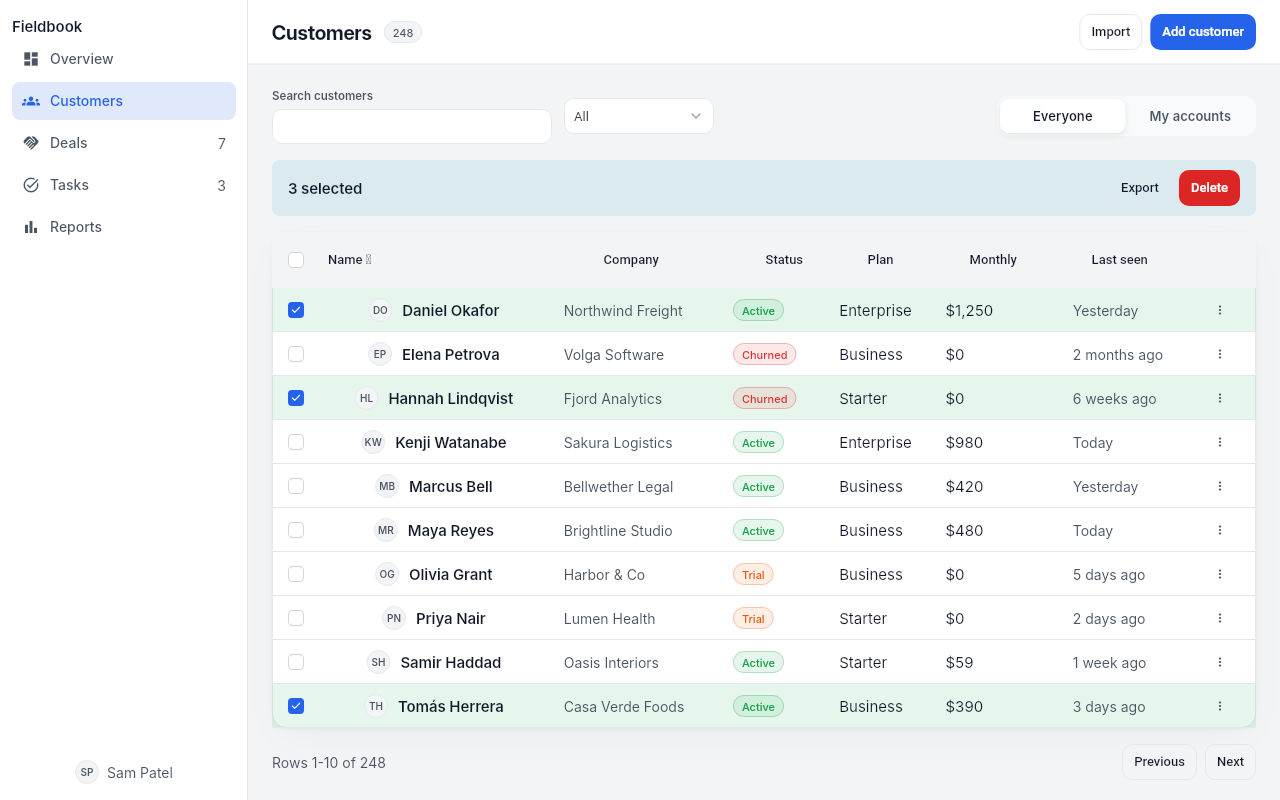 Fieldbook
Overview
Customers
Deals 7
Tasks 3
Reports
SP Sam Patel
Customers 248 Import Add customer
Search customers
All
Everyone My accounts
3 selected Export Delete
Name Company Status Plan Monthly Last seen
DO Daniel Okafor Northwind Freight Active Enterprise $1,250 Yesterday
EP Elena Petrova Volga Software Churned Business $0 2 months ago
HL Hannah Lindqvist Fjord Analytics Churned Starter $0 6 weeks ago
KW Kenji Watanabe Sakura Logistics Active Enterprise $980 Today
MB Marcus Bell Bellwether Legal Active Business $420 Yesterday
MR Maya Reyes Brightline Studio Active Business $480 Today
OG Olivia Grant Harbor & Co Trial Business $0 5 days ago
PN Priya Nair Lumen Health Trial Starter $0 2 days ago
SH Samir Haddad Oasis Interiors Active Starter $59 1 week ago
TH Tomás Herrera Casa Verde Foods Active Business $390 3 days ago
Rows 1-10 of 248 Previous Next